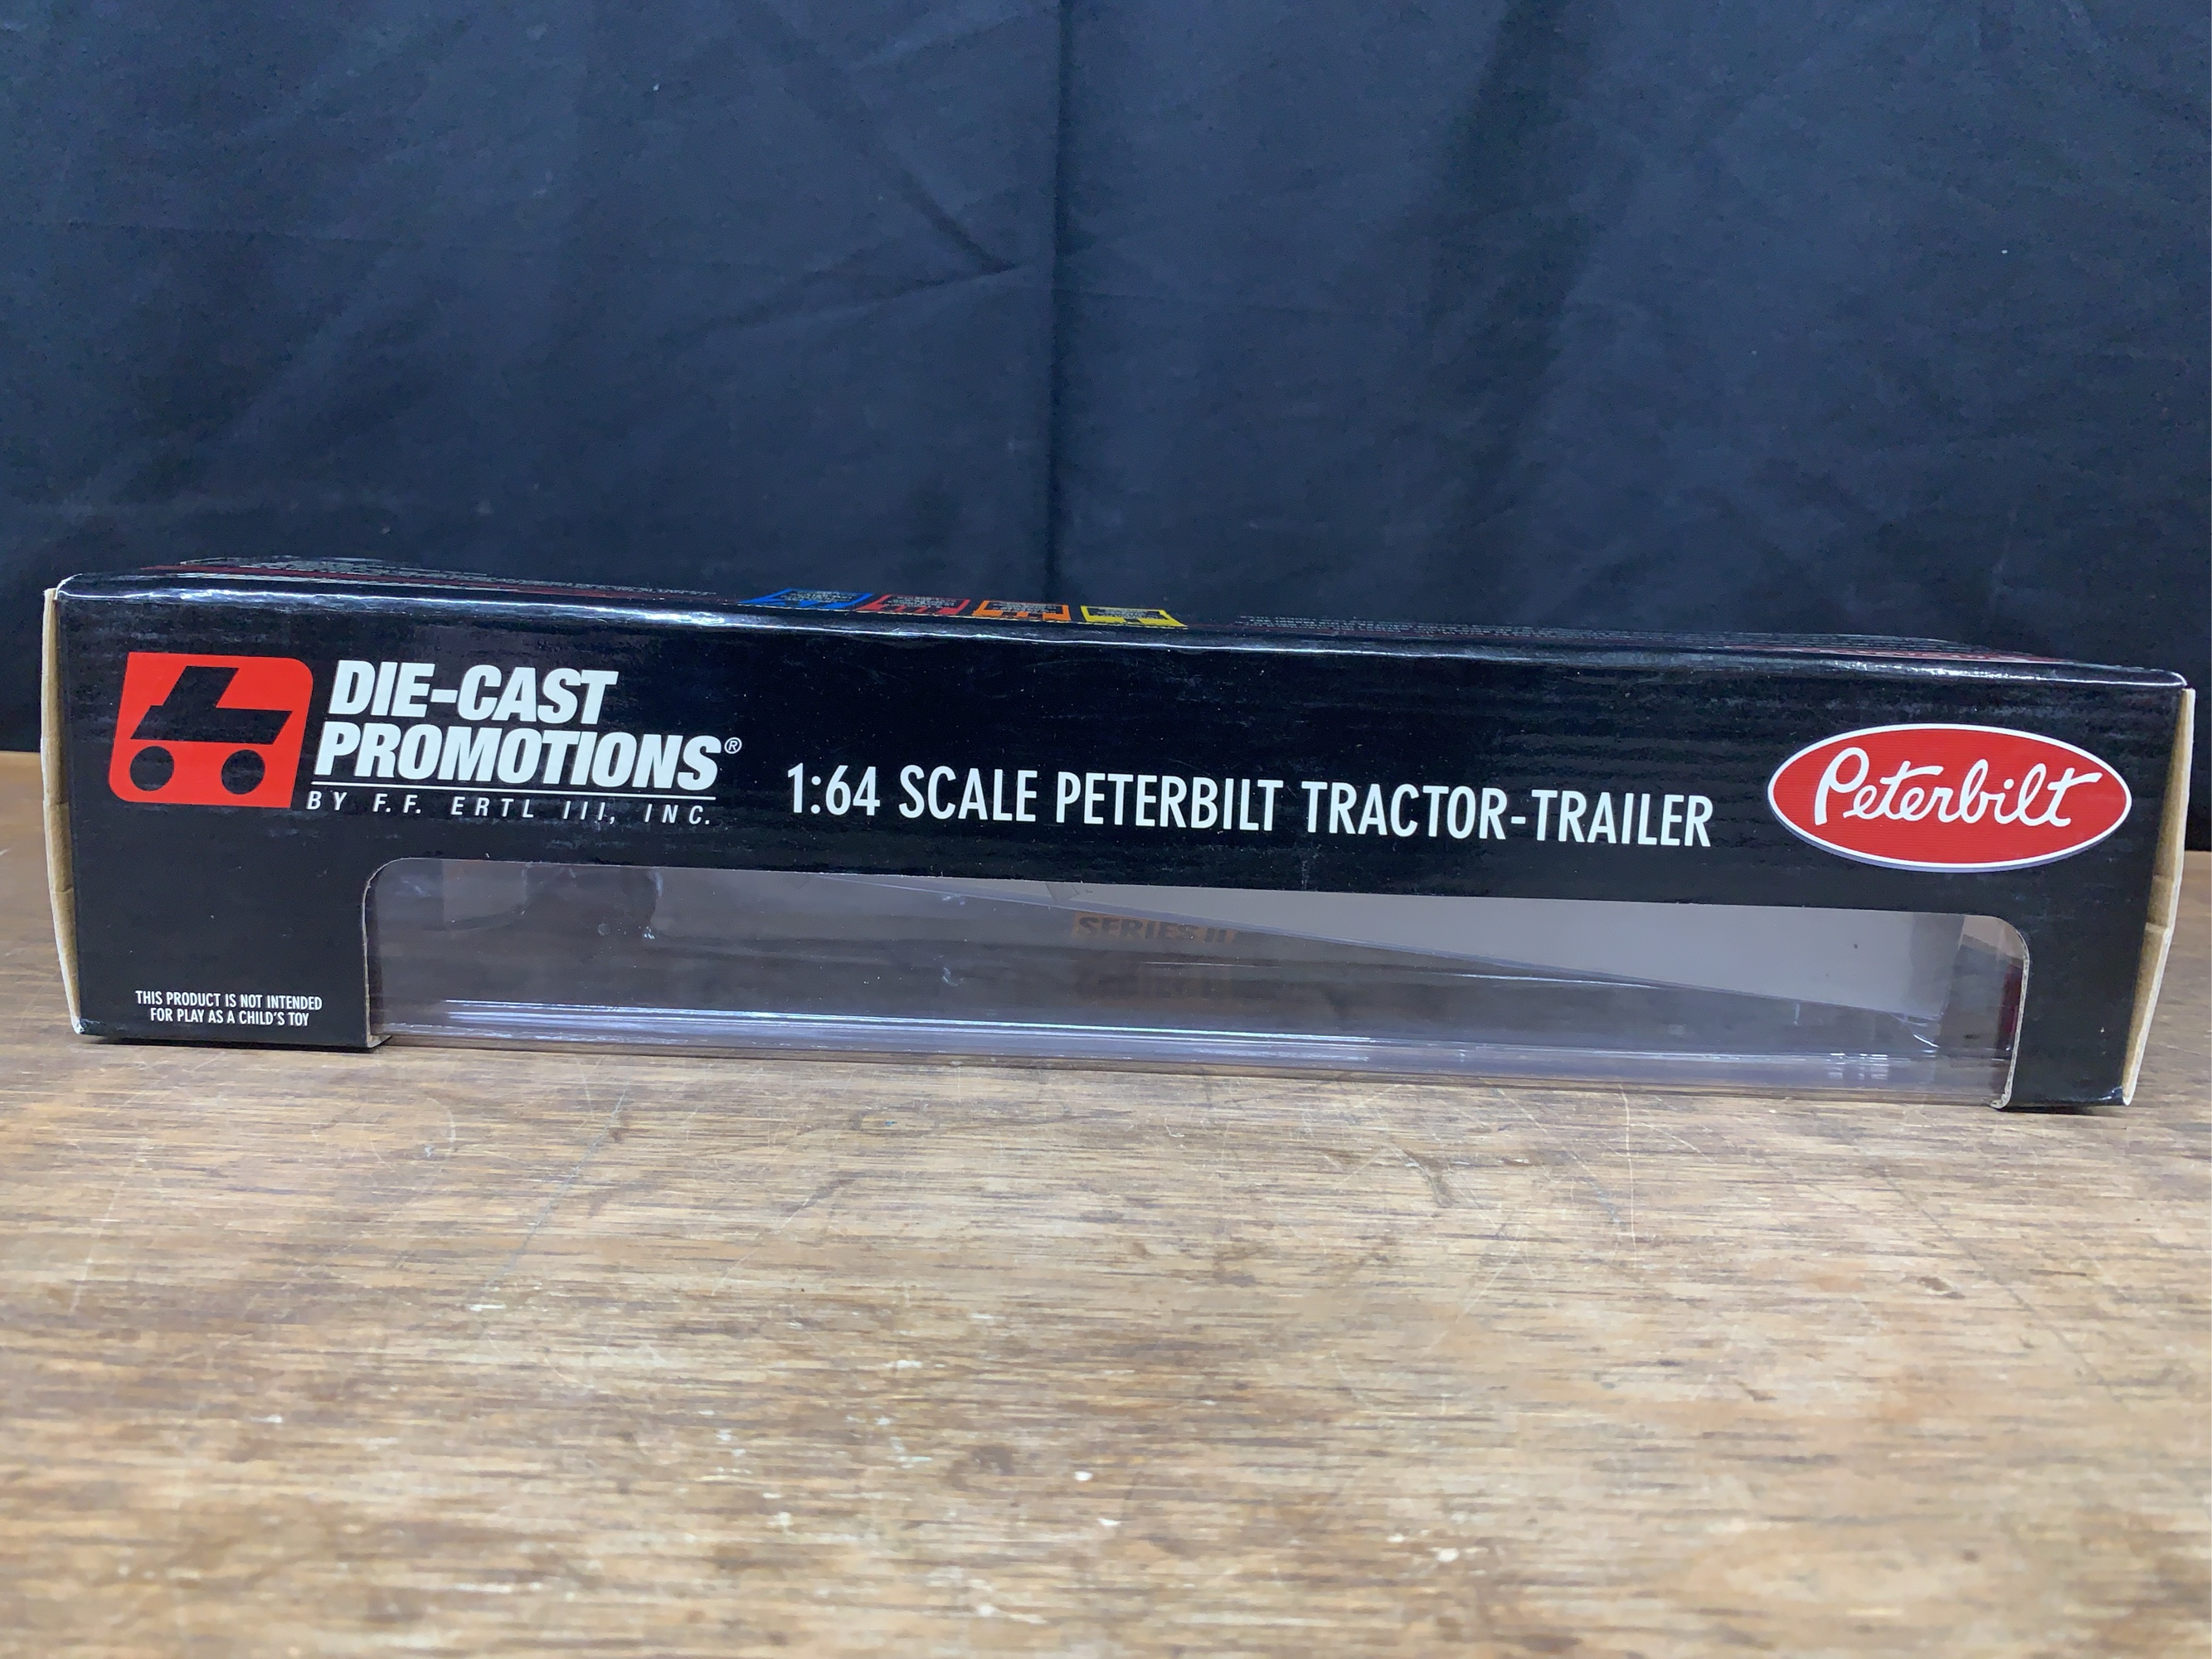 DIE-CAST
PROMOTIONS®
BY F.F. ERTL III, INC.
1:64 SCALE PETERBILT TRACTOR-TRAILER
Peterbilt
SERIES III
THIS PRODUCT IS NOT INTENDED
FOR PLAY AS A CHILD'S TOY